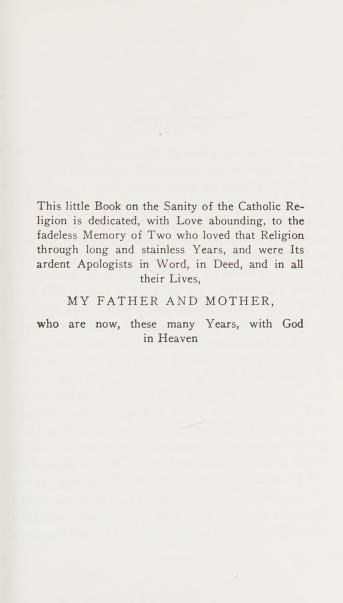 This little Book on the Sanity of the Catholic Re-
ligion is dedicated, with Love abounding, to the
fadeless Memory of Two who loved that Religion
through long and stainless Years, and were Its
ardent Apologists in Word, in Deed, and in all
their Lives,
MY FATHER AND MOTHER,
who are now, these many Years, with God
in Heaven